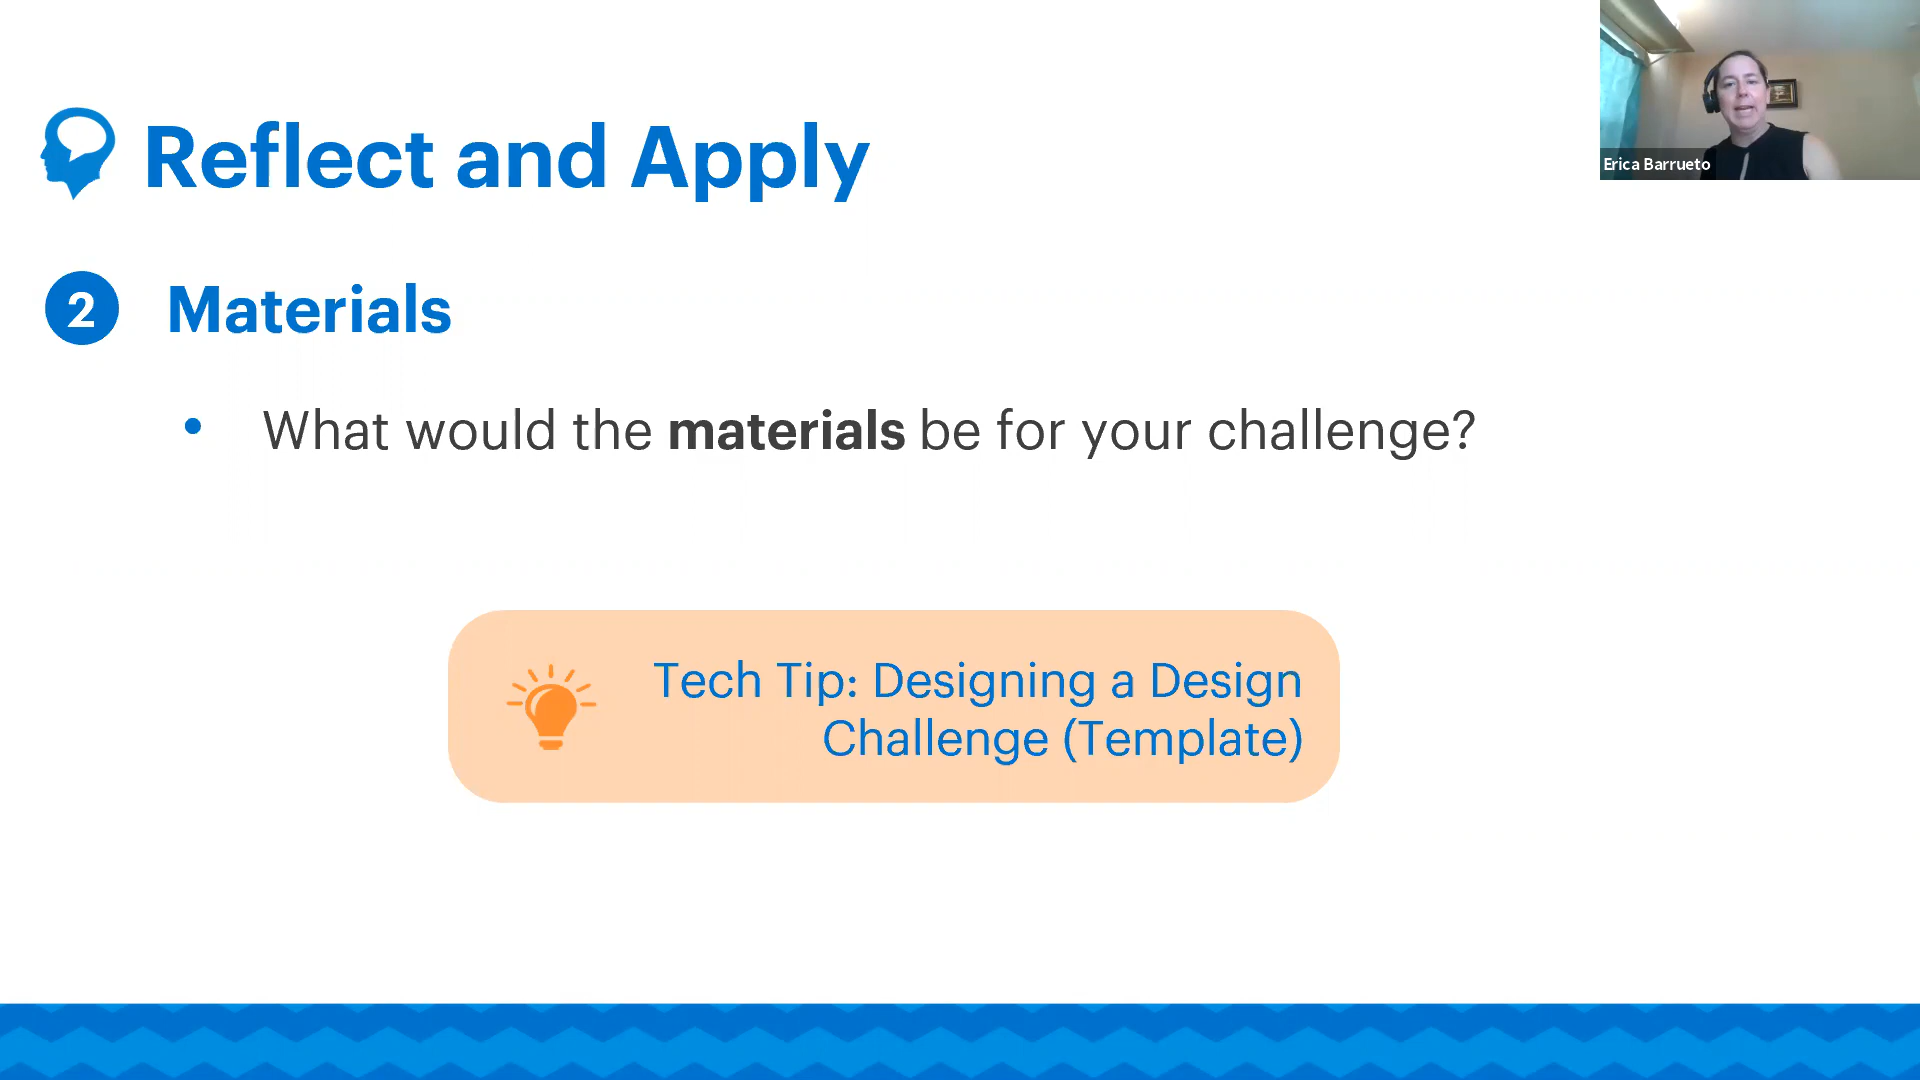 Reflect and Apply
Erica Barrueto
2 Materials
• What would the materials be for your challenge?
Tech Tip: Designing a Design
Challenge (Template)